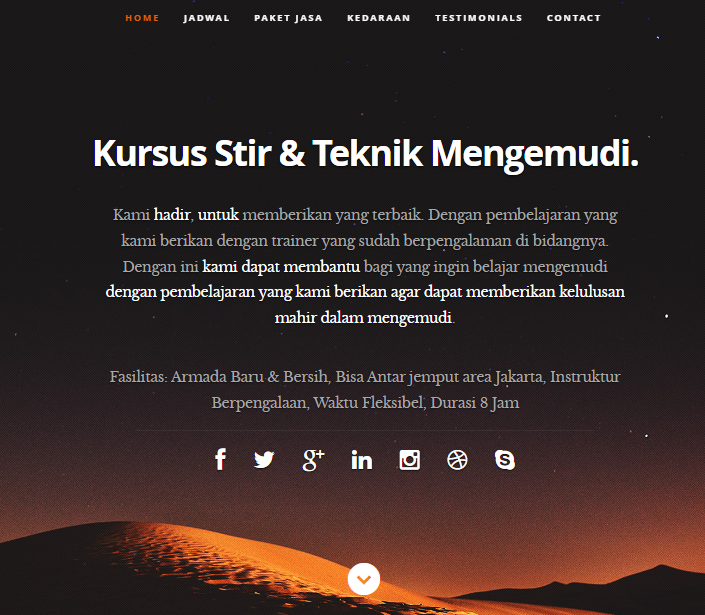 HOME JADWAL PAKET JASA KEDARAAN TESTIMONIALS CONTACT
Kursus Stir & Teknik Mengemudi.
Kami hadir, untuk memberikan yang terbaik. Dengan pembelajaran yang
kami berikan dengan trainer yang sudah berpengalaman di bidangnya.
Dengan ini kami dapat membantu bagi yang ingin belajar mengemudi
dengan pembelajaran yang kami berikan agar dapat memberikan kelulusan
mahir dalam mengemudi.
Fasilitas: Armada Baru & Bersih, Bisa Antar jemput area Jakarta, Instruktur
Berpengalaan, Waktu Fleksibel, Durasi 8 Jam